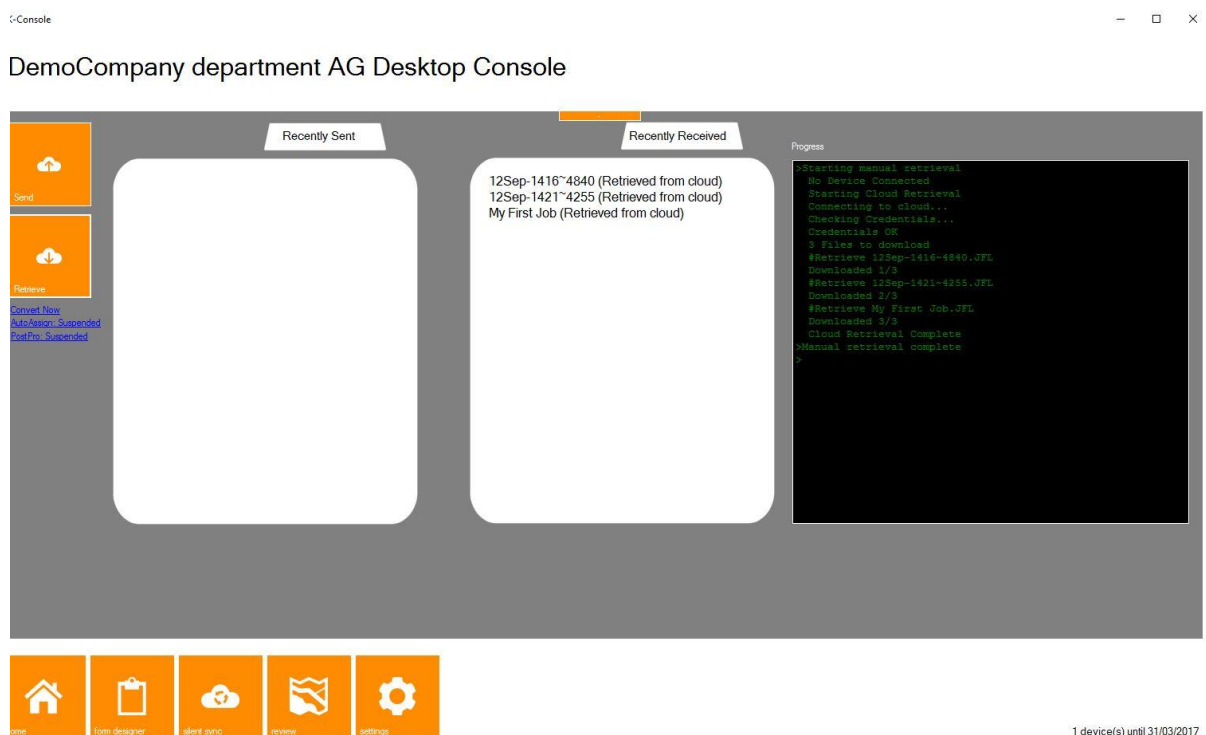 -Console
DemoCompany department AG Desktop Console
Send
Retrieve
Convert Now
AutoAssign: Suspended
PostPro: Suspended
Recently Sent
Recently Received
12Sep-1416~4840 (Retrieved from cloud)
12Sep-1421~4255 (Retrieved from cloud)
My First Job (Retrieved from cloud)
Progress
>Starting manual retrieval
No Device Connected
Starting Cloud Retrieval
Connecting to cloud...
Checking Credentials...
Credentials OK
3 Files to download
#Retrieve 12Sep-1416~4840.JFL
Downloaded 1/3
#Retrieve 12Sep-1421~4255.JFL
Downloaded 2/3
#Retrieve My First Job.JFL
Downloaded 3/3
Cloud Retrieval Complete
>Manual retrieval complete
>
ome
form designer
silent sync
review
settings
1 device(s) until 31/03/2017